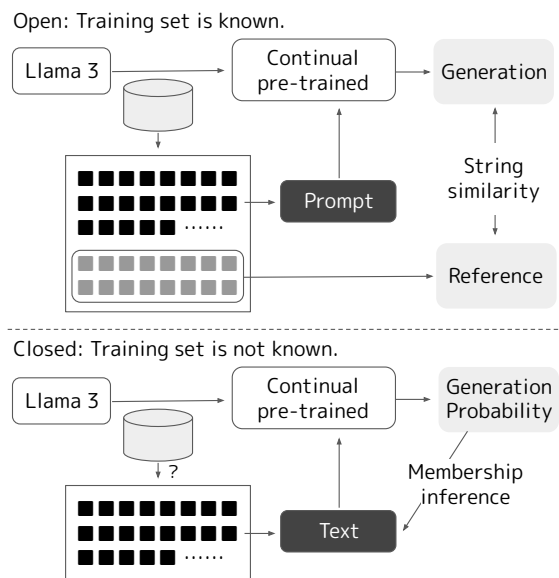 Open: Training set is known.
Llama 3
Continual
pre-trained
Generation
String
similarity
Prompt
······
Reference
Closed: Training set is not known.
Llama 3
Continual
pre-trained
Generation
Probability
?
Membership
inference
Text
······